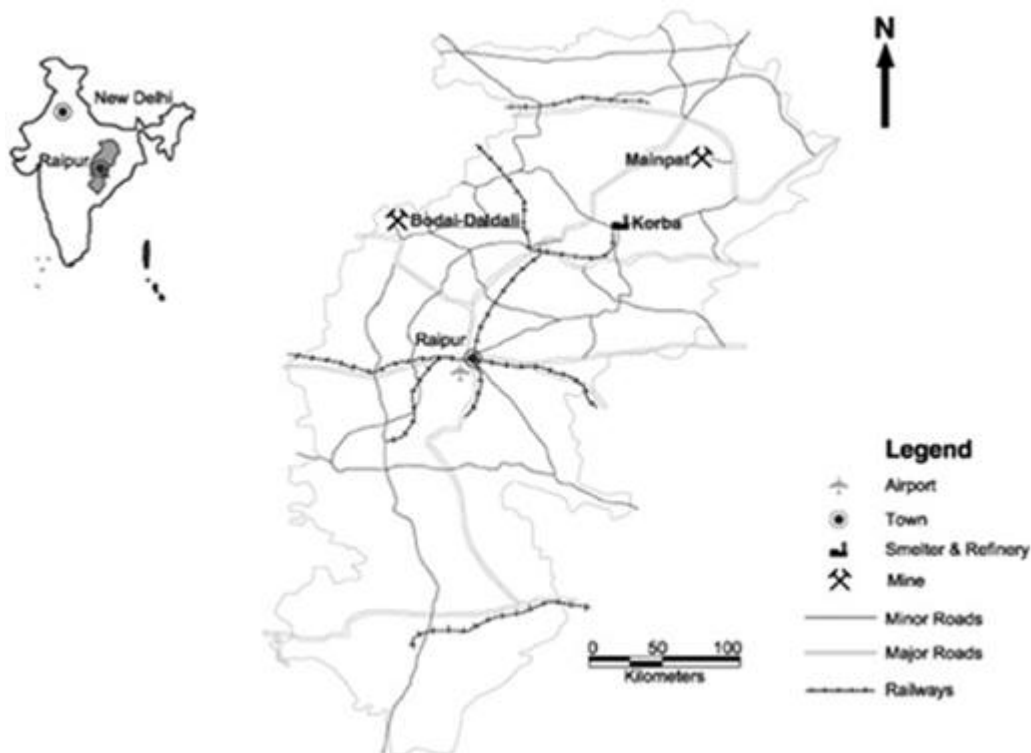 N
New Delhi
Raipur
Mainpat
Bodai-Daldali
Korba
Raipur
Legend
Airport
Town
Smelter & Refinery
Mine
Minor Roads
Major Roads
Railways
0 50 100
Kilometers